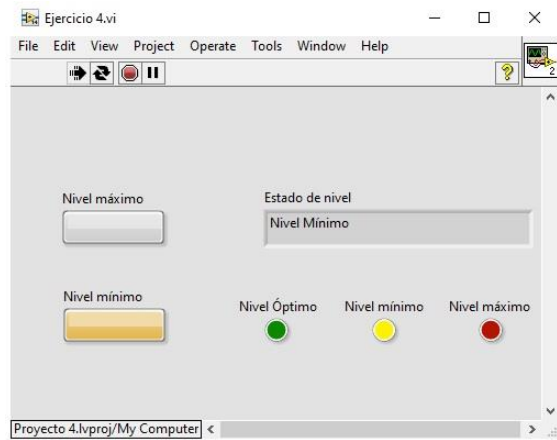 Ejercicio 4.vi
File Edit View Project Operate Tools Window Help
2
Nivel máximo
Estado de nivel
Nivel Mínimo
Nivel mínimo
Nivel Óptimo Nivel mínimo Nivel máximo
Proyecto 4.lvproj/My Computer